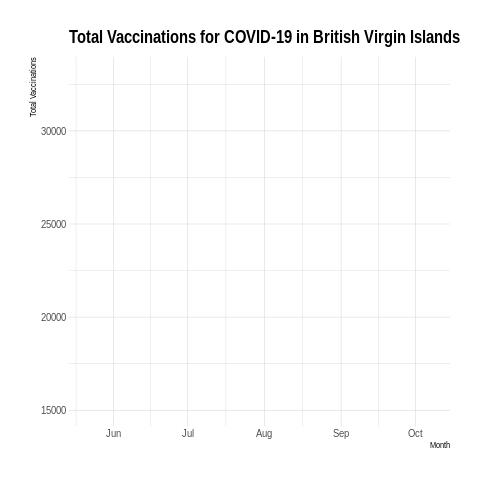 Total Vaccinations for COVID-19 in British Virgin Islands
Total Vaccinations
30000
25000
20000
15000
Jun Jul Aug Sep Oct
Month